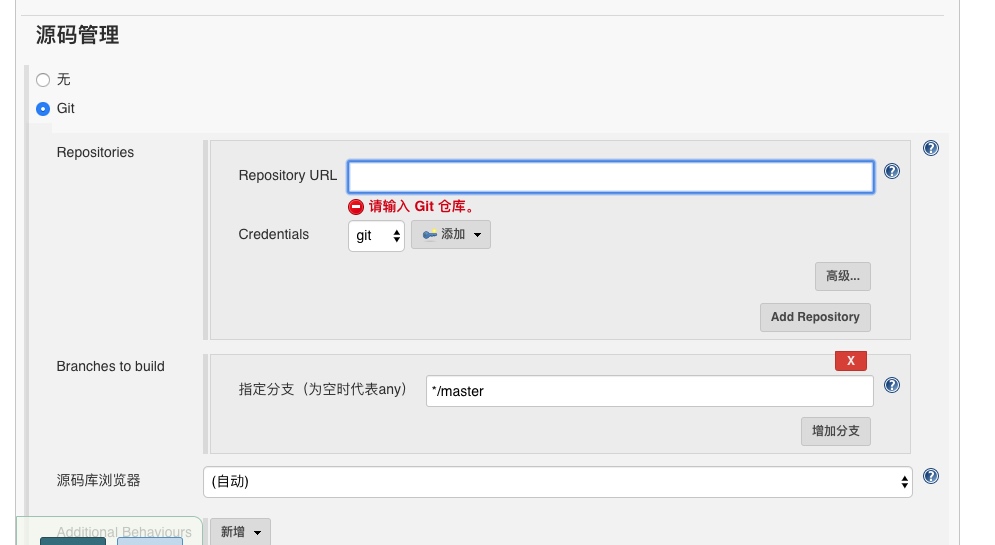 源码管理
无
Git
Repositories
Repository URL
请输入 Git 仓库。
Credentials
git
添加
高级...
Add Repository
Branches to build
X
指定分支（为空时代表any）
*/master
增加分支
源码库浏览器
(自动)
Additional Behaviours
新增